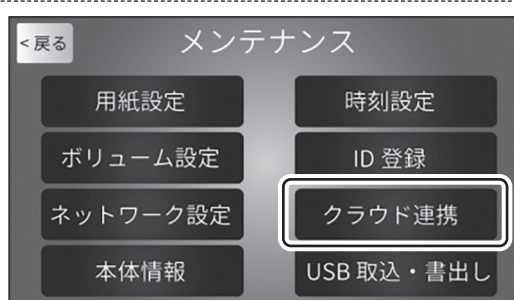 <戻る メンテナンス
用紙設定 時刻設定
ボリューム設定 ID 登録
ネットワーク設定 クラウド連携
本体情報 USB 取込・書出し